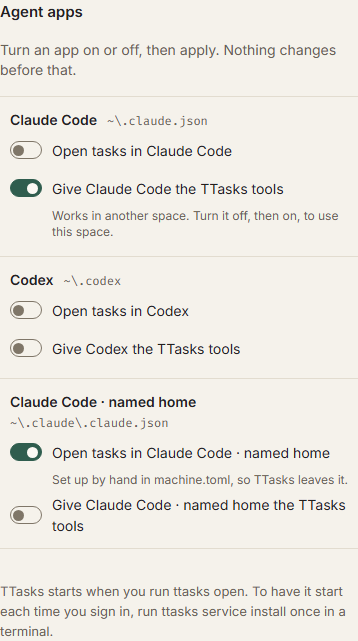 Agent apps
Turn an app on or off, then apply. Nothing changes
before that.
Claude Code ~\.claude.json
Open tasks in Claude Code
Give Claude Code the TTasks tools
Works in another space. Turn it off, then on, to use
this space.
Codex ~\.codex
Open tasks in Codex
Give Codex the TTasks tools
Claude Code · named home
~\.claude\.claude.json
Open tasks in Claude Code · named home
Set up by hand in machine.toml, so TTasks leaves it.
Give Claude Code · named home the TTasks
tools
TTasks starts when you run ttasks open. To have it start
each time you sign in, run ttasks service install once in a
terminal.